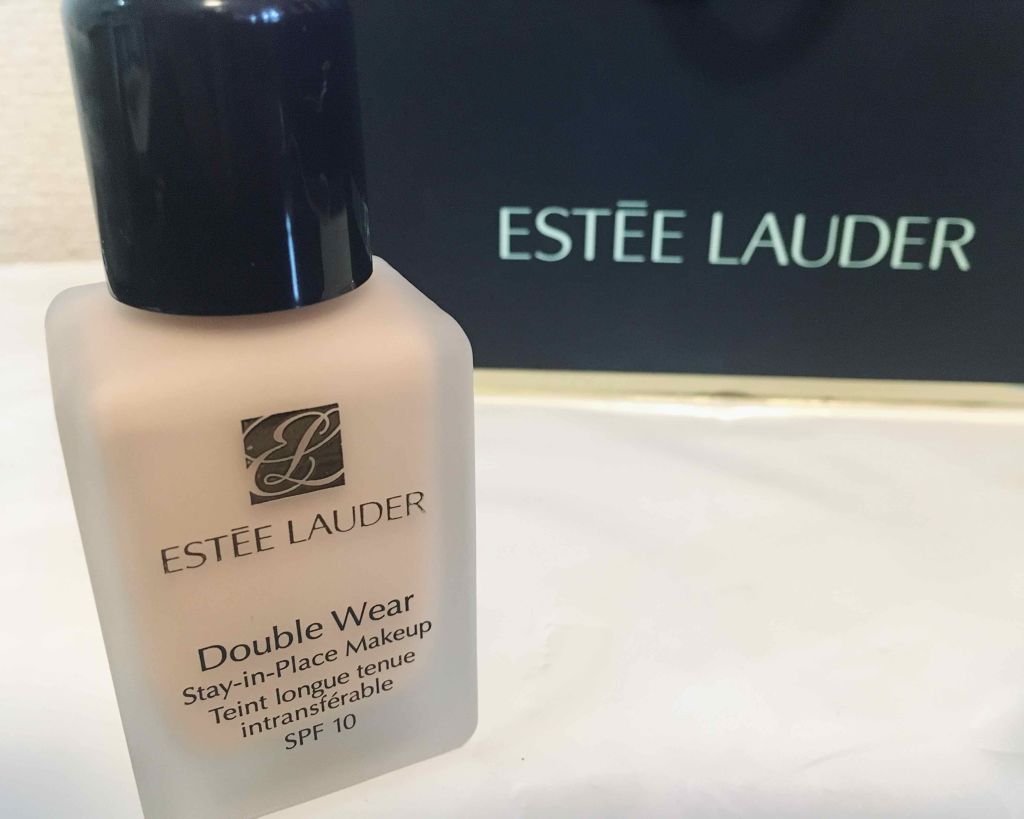 ESTĒE LAUDER
EL
ESTĒE LAUDER
Double Wear
Stay-in-Place Makeup
Teint longue tenue
intransférable
SPF 10